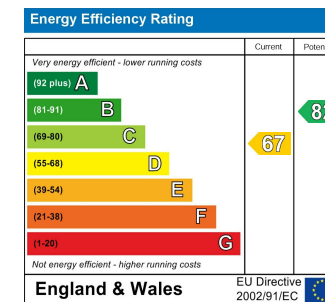 Energy Efficiency Rating
Current
Very energy efficient - lower running costs
(92 plus) A
(81-91) B
(69-80) C
(55-68) D
(39-54) E
(21-38) F
(1-20) G
67
Not energy efficient - higher running costs
England & Wales
EU Directive
2002/91/EC